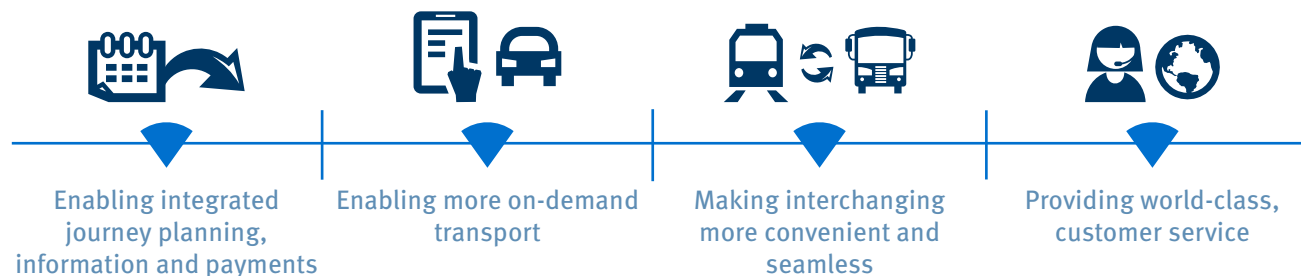 Enabling integrated
journey planning,
information and payments
Enabling more on-demand
transport
Making interchanging
more convenient and
seamless
Providing world-class,
customer service